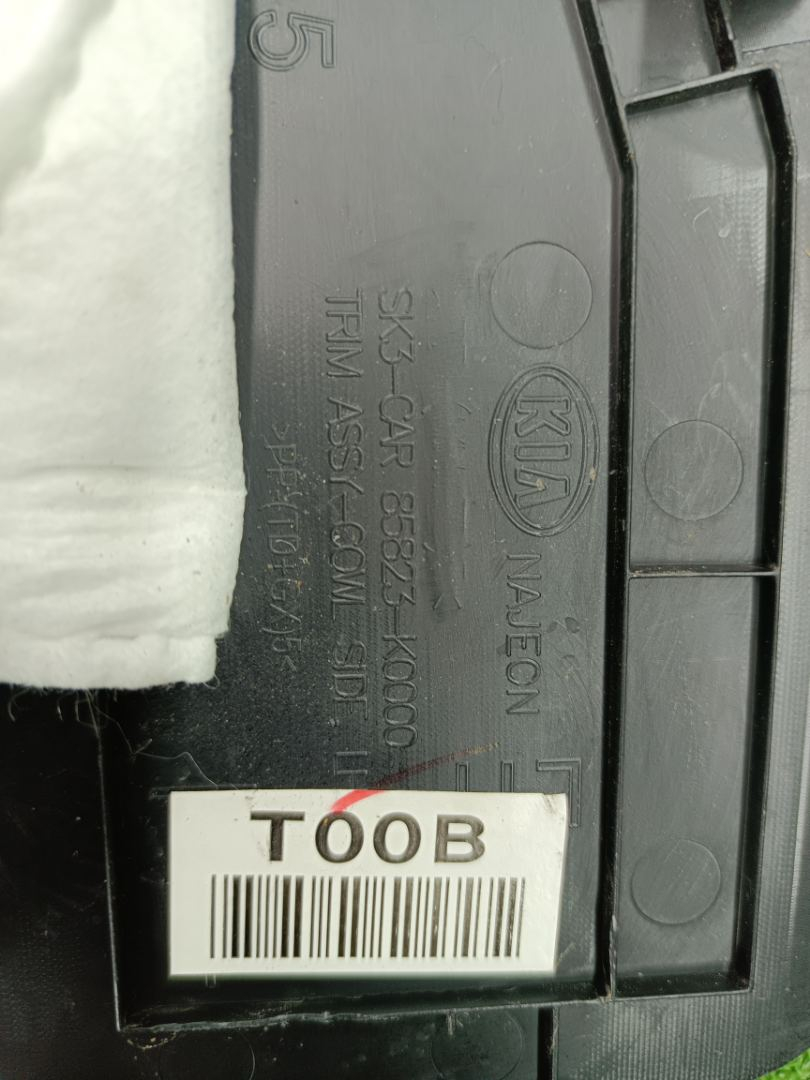 5
KIA NAJEON
SK3-CAR 85823-K0000
TRIM ASSY-COWL SIDE, L
>PP-(TD+GX)5<
T00B